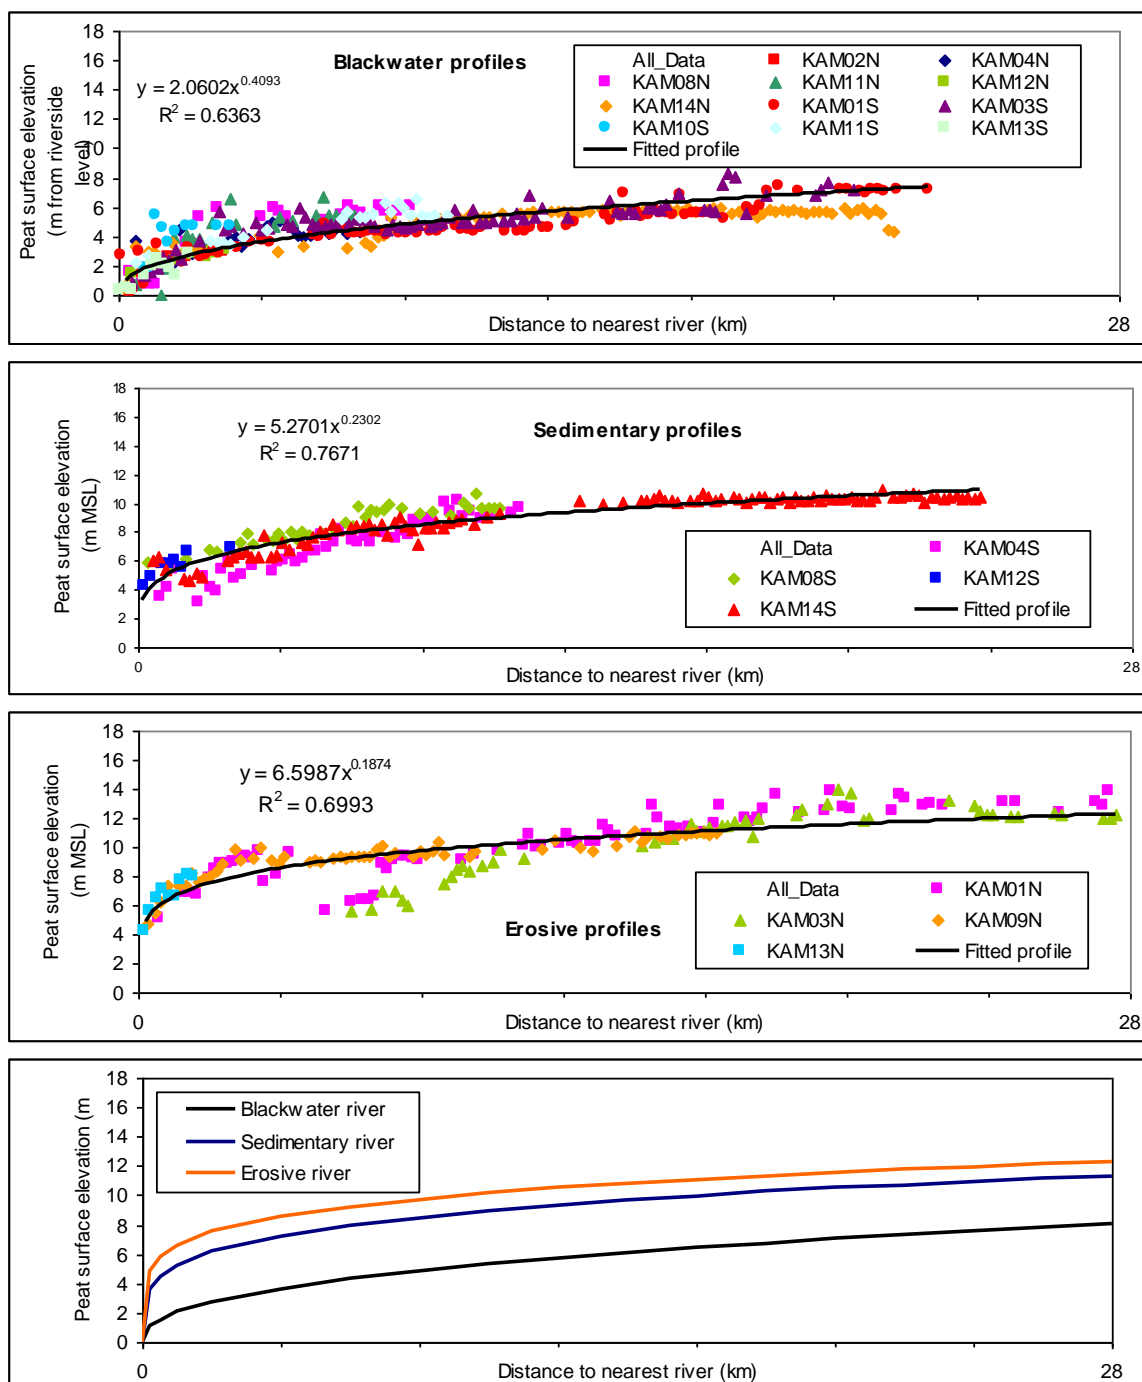 Blackwater profiles
y = 2.0602x^0.4093
R² = 0.6363
All_Data KAM02N KAM04N
KAM08N KAM11N KAM12N
KAM14N KAM01S KAM03S
KAM10S KAM11S KAM13S
Fitted profile
Peat surface elevation
(m from riverside
level)
18
16
14
12
10
8
6
4
2
0
0 Distance to nearest river (km) 28
Sedimentary profiles
y = 5.2701x^0.2302
R² = 0.7671
All_Data KAM04S
KAM08S KAM12S
KAM14S Fitted profile
Peat surface elevation
(m MSL)
18
16
14
12
10
8
6
4
2
0
0 Distance to nearest river (km) 28
y = 6.5987x^0.1874
R² = 0.6993
Erosive profiles
All_Data KAM01N
KAM03N KAM09N
KAM13N Fitted profile
Peat surface elevation
(m MSL)
18
16
14
12
10
8
6
4
2
0
0 Distance to nearest river (km) 28
Blackwater river
Sedimentary river
Erosive river
Peat surface elevation (m
18
16
14
12
10
8
6
4
2
0
0 Distance to nearest river (km) 28